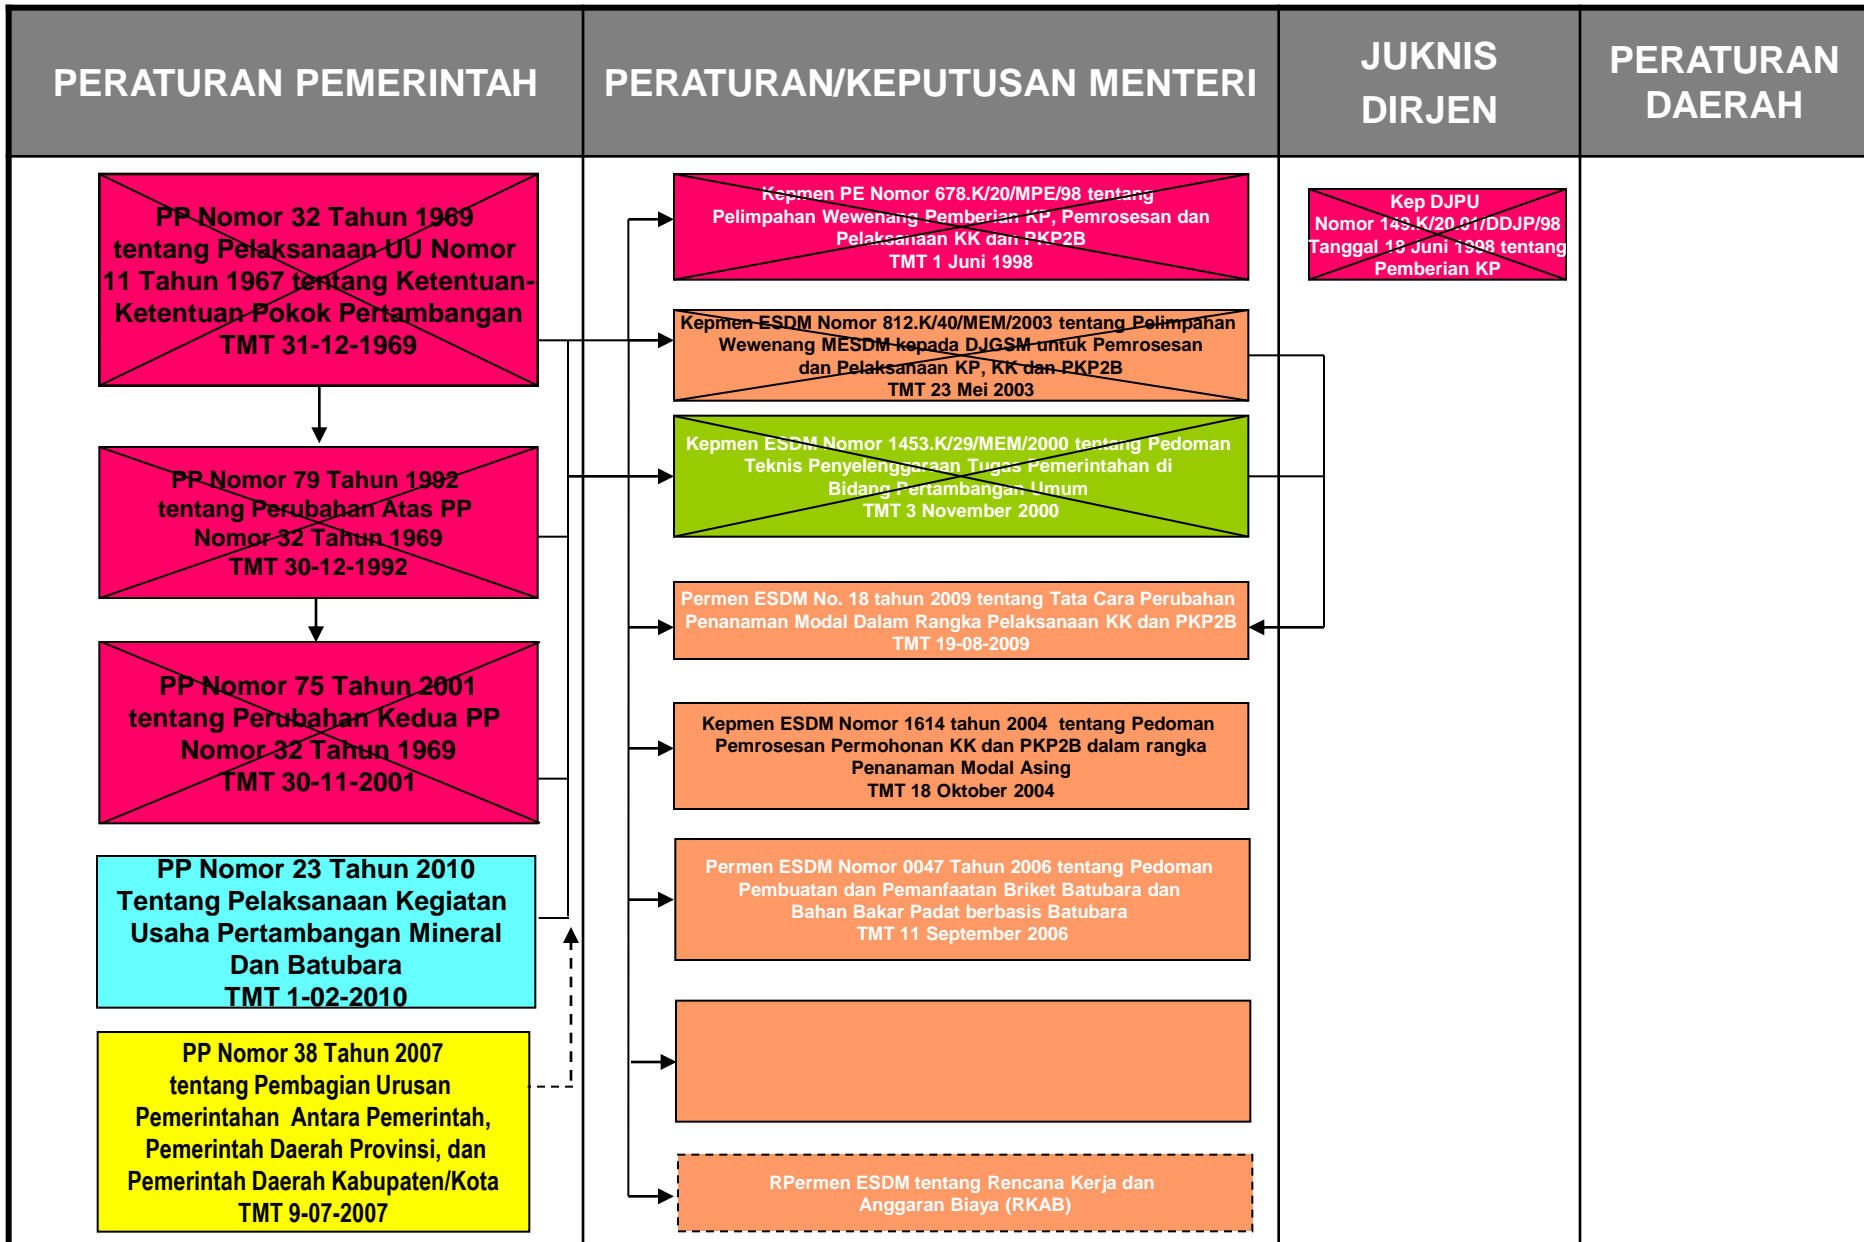 PERATURAN PEMERINTAH
PERATURAN/KEPUTUSAN MENTERI
JUKNIS
DIRJEN
PERATURAN
DAERAH
PP Nomor 32 Tahun 1969
tentang Pelaksanaan UU Nomor
11 Tahun 1967 tentang Ketentuan-
Ketentuan Pokok Pertambangan
TMT 31-12-1969
PP Nomor 79 Tahun 1992
tentang Perubahan Atas PP
Nomor 32 Tahun 1969
TMT 30-12-1992
PP Nomor 75 Tahun 2001
tentang Perubahan Kedua PP
Nomor 32 Tahun 1969
TMT 30-11-2001
PP Nomor 23 Tahun 2010
Tentang Pelaksanaan Kegiatan
Usaha Pertambangan Mineral
Dan Batubara
TMT 1-02-2010
PP Nomor 38 Tahun 2007
tentang Pembagian Urusan
Pemerintahan Antara Pemerintah,
Pemerintah Daerah Provinsi, dan
Pemerintah Daerah Kabupaten/Kota
TMT 9-07-2007
Kepmen PE Nomor 678.K/20/MPE/98 tentang
Pelimpahan Wewenang Pemberian KP, Pemrosesan dan
Pelaksanaan KK dan PKP2B
TMT 1 Juni 1998
Kepmen ESDM Nomor 812.K/40/MEM/2003 tentang Pelimpahan
Wewenang MESDM kepada DJGSM untuk Pemrosesan
dan Pelaksanaan KP, KK dan PKP2B
TMT 23 Mei 2003
Kepmen ESDM Nomor 1453.K/29/MEM/2000 tentang Pedoman
Teknis Penyelenggaraan Tugas Pemerintahan di
Bidang Pertambangan Umum
TMT 3 November 2000
Permen ESDM No. 18 tahun 2009 tentang Tata Cara Perubahan
Penanaman Modal Dalam Rangka Pelaksanaan KK dan PKP2B
TMT 19-08-2009
Kepmen ESDM Nomor 1614 tahun 2004 tentang Pedoman
Pemrosesan Permohonan KK dan PKP2B dalam rangka
Penanaman Modal Asing
TMT 18 Oktober 2004
Permen ESDM Nomor 0047 Tahun 2006 tentang Pedoman
Pembuatan dan Pemanfaatan Briket Batubara dan
Bahan Bakar Padat berbasis Batubara
TMT 11 September 2006
RPermen ESDM tentang Rencana Kerja dan
Anggaran Biaya (RKAB)
Kep DJPU
Nomor 149.K/20.01/DDJP/98
Tanggal 18 Juni 1998 tentang
Pemberian KP